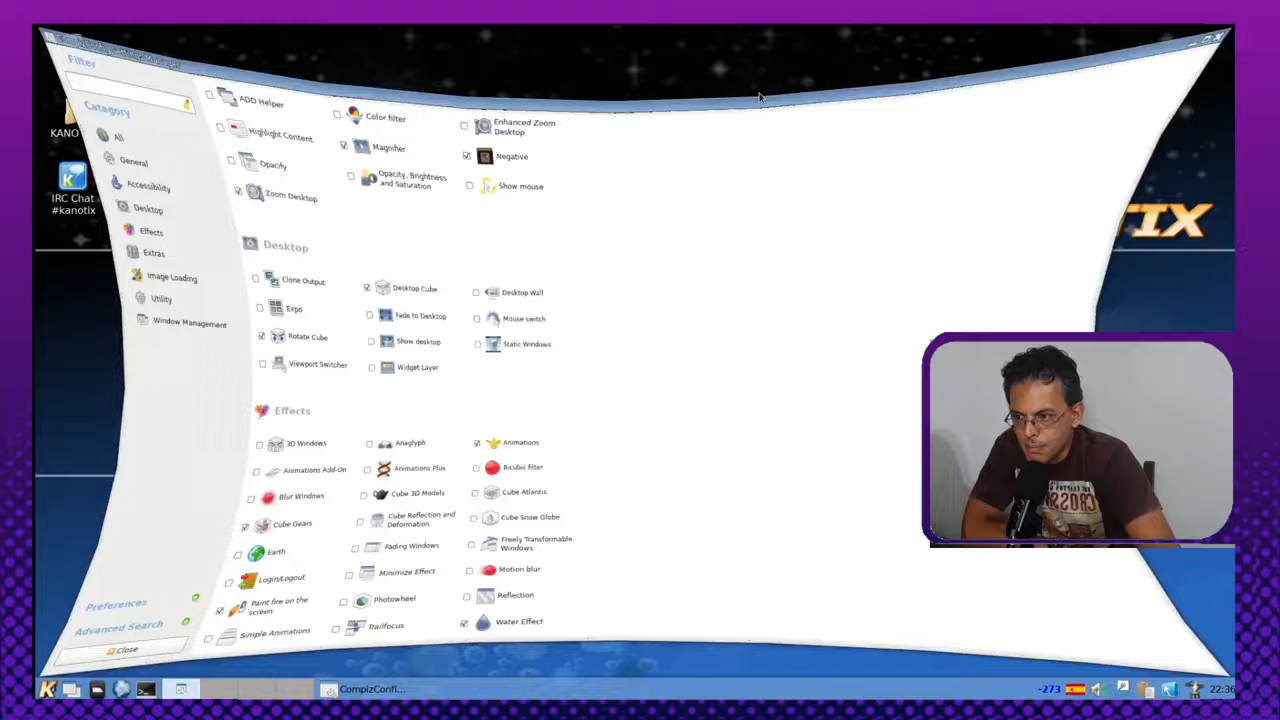 Filter
Category
All
General
Accessibility
Desktop
Effects
Extras
Image Loading
Utility
Window Management
Preferences
Advanced Search
Close
ADD Helper
Color filter
Enhanced Zoom
Desktop
Highlight Content
Magnifier
Negative
Opacify
Opacity, Brightness
and Saturation
Show mouse
Zoom Desktop
Desktop
Clone Output
Desktop Cube
Desktop Wall
Expo
Fade to Desktop
Mouse switch
Rotate Cube
Show desktop
Static Windows
Viewport Switcher
Widget Layer
Effects
3D Windows
Anaglyph
Animations
Animations Add-On
Animations Plus
Bicubic filter
Blur Windows
Cube 3D Models
Cube Atlantis
Cube Gears
Cube Reflection and
Deformation
Cube Snow Globe
Earth
Fading Windows
Freely Transformable
Windows
Login/Logout
Minimize Effect
Motion blur
Paint fire on the
screen
Photowheel
Reflection
Simple Animations
Trailfocus
Water Effect
KANO
IRC Chat
#kanotix
TIX
CROSS
CompizConfi...
-273
22:36